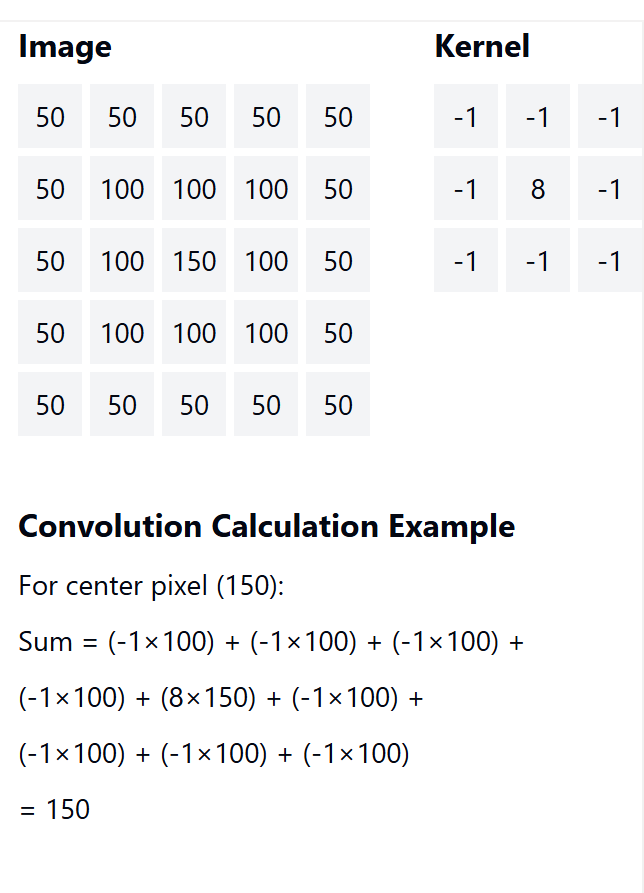 Image
Kernel
50 50 50 50 50
-1 -1 -1
50 100 100 100 50
-1 8 -1
50 100 150 100 50
-1 -1 -1
50 100 100 100 50
50 50 50 50 50
Convolution Calculation Example
For center pixel (150):
Sum = (-1×100) + (-1×100) + (-1×100) +
(-1×100) + (8×150) + (-1×100) +
(-1×100) + (-1×100) + (-1×100)
= 150